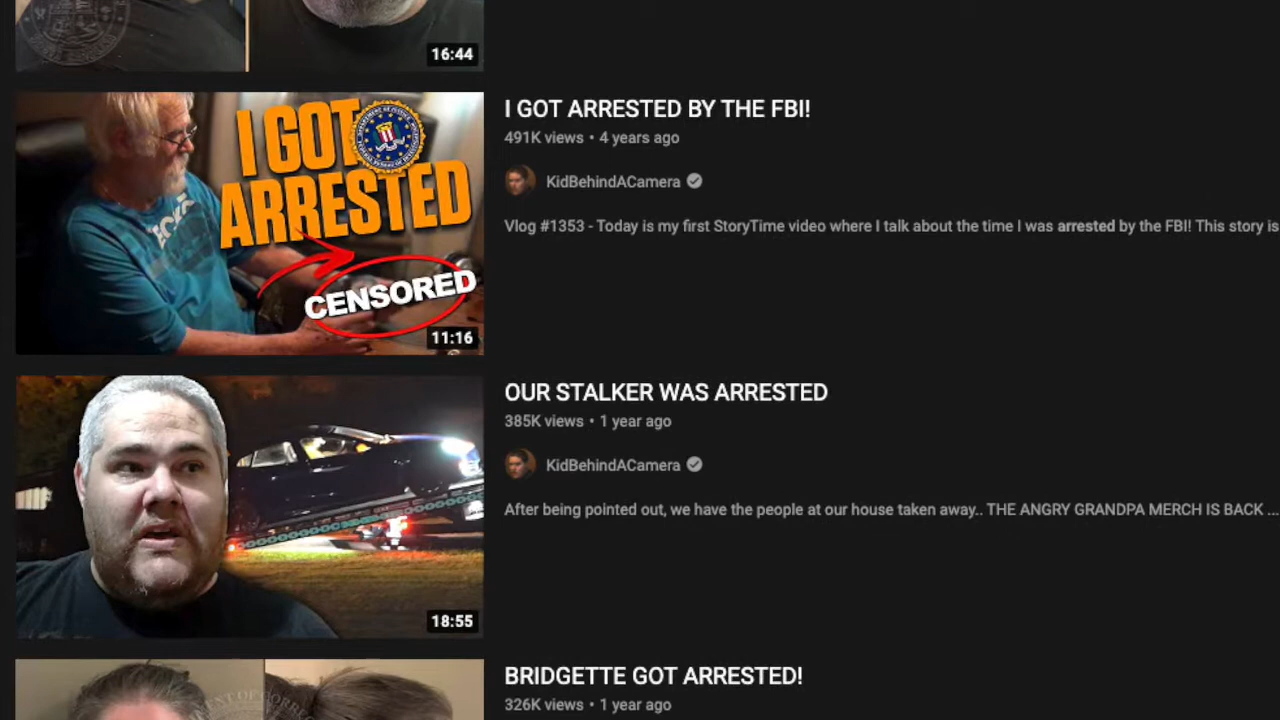 16:44
I GOT
ARRESTED
CENSORED
11:16
I GOT ARRESTED BY THE FBI!
491K views • 4 years ago
KidBehindACamera
Vlog #1353 - Today is my first StoryTime video where I talk about the time I was arrested by the FBI! This story is
18:55
OUR STALKER WAS ARRESTED
385K views • 1 year ago
KidBehindACamera
After being pointed out, we have the people at our house taken away.. THE ANGRY GRANDPA MERCH IS BACK ...
BRIDGETTE GOT ARRESTED!
326K views • 1 year ago